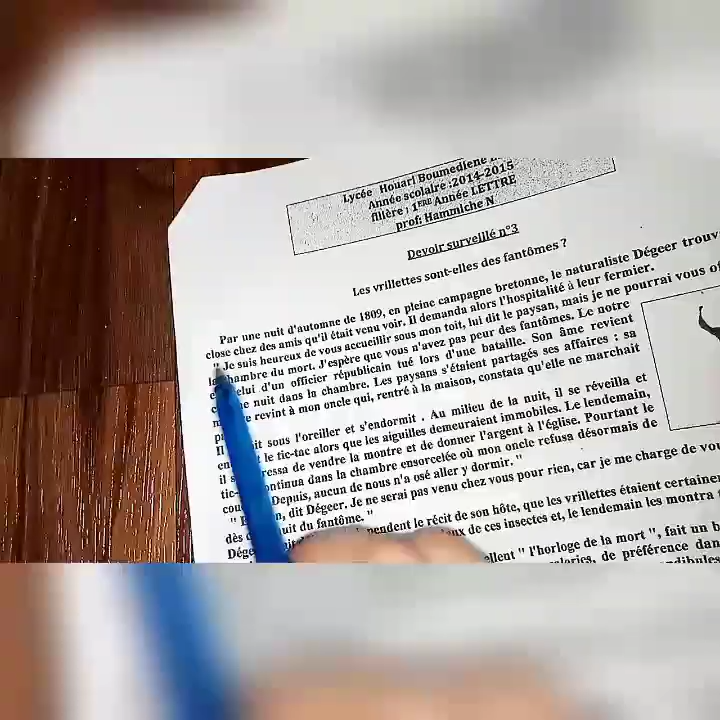 Lycée Houari Boumediene
Année scolaire :2014-2015
filière ; 1ERE Année LETTRE
prof: Hammiche N
Devoir surveillé n°3
Les vrillettes sont-elles des fantômes ?
Par une nuit d'automne de 1809, en pleine campagne bretonne, le naturaliste Dégeer trouv
close chez des amis qu'il était venu voir. Il demanda alors l'hospitalité à leur fermier.
" Je suis heureux de vous accueillir sous mon toit, lui dit le paysan, mais je ne pourrai vous of
chambre du mort. J'espère que vous n'avez pas peur des fantômes. Le notre
celui d'un officier républicain tué lors d'une bataille. Son âme revient
nuit dans la chambre. Les paysans s'étaient partagés ses affaires : sa
revint à mon oncle qui, rentré à la maison, constata qu'elle ne marchait
sous l'oreiller et s'endormit . Au milieu de la nuit, il se réveilla et
le tic-tac alors que les aiguilles demeuraient immobiles. Le lendemain,
il de vendre la montre et de donner l'argent à l'église. Pourtant le
tic- continua dans la chambre ensorcelée où mon oncle refusa désormais de
Depuis, aucun de nous n'a osé aller y dormir. "
" dit Dégeer. Je ne serai pas venu chez vous pour rien, car je me charge de vou
dès nuit du fantôme. "
le récit de son hôte, que les vrillettes étaient certaine
de ces insectes et, le lendemain les montra
" l'horloge de la mort ", fait un b
de préférence dan